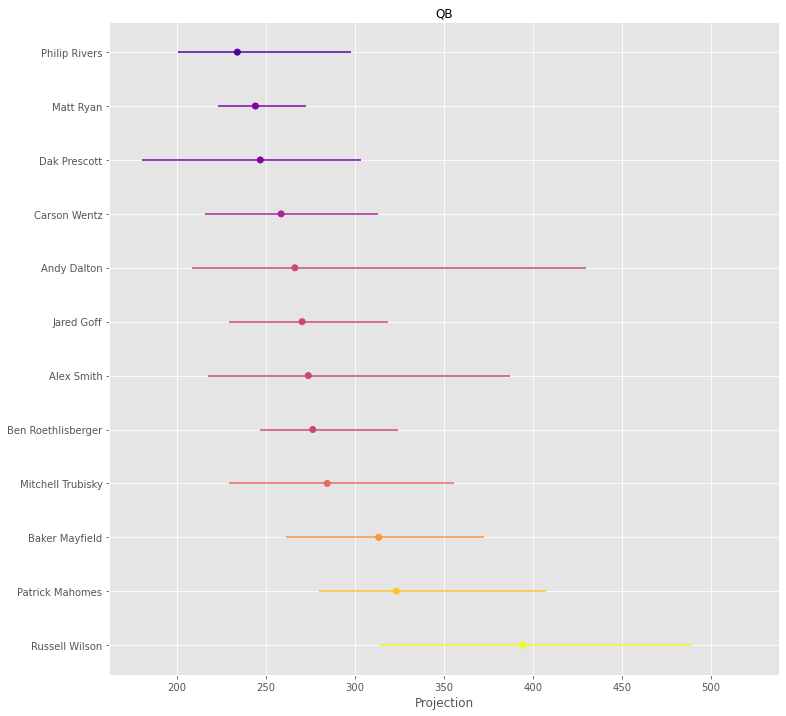 QB
Philip Rivers
Matt Ryan
Dak Prescott
Carson Wentz
Andy Dalton
Jared Goff
Alex Smith
Ben Roethlisberger
Mitchell Trubisky
Baker Mayfield
Patrick Mahomes
Russell Wilson
200 250 300 350 400 450 500
Projection